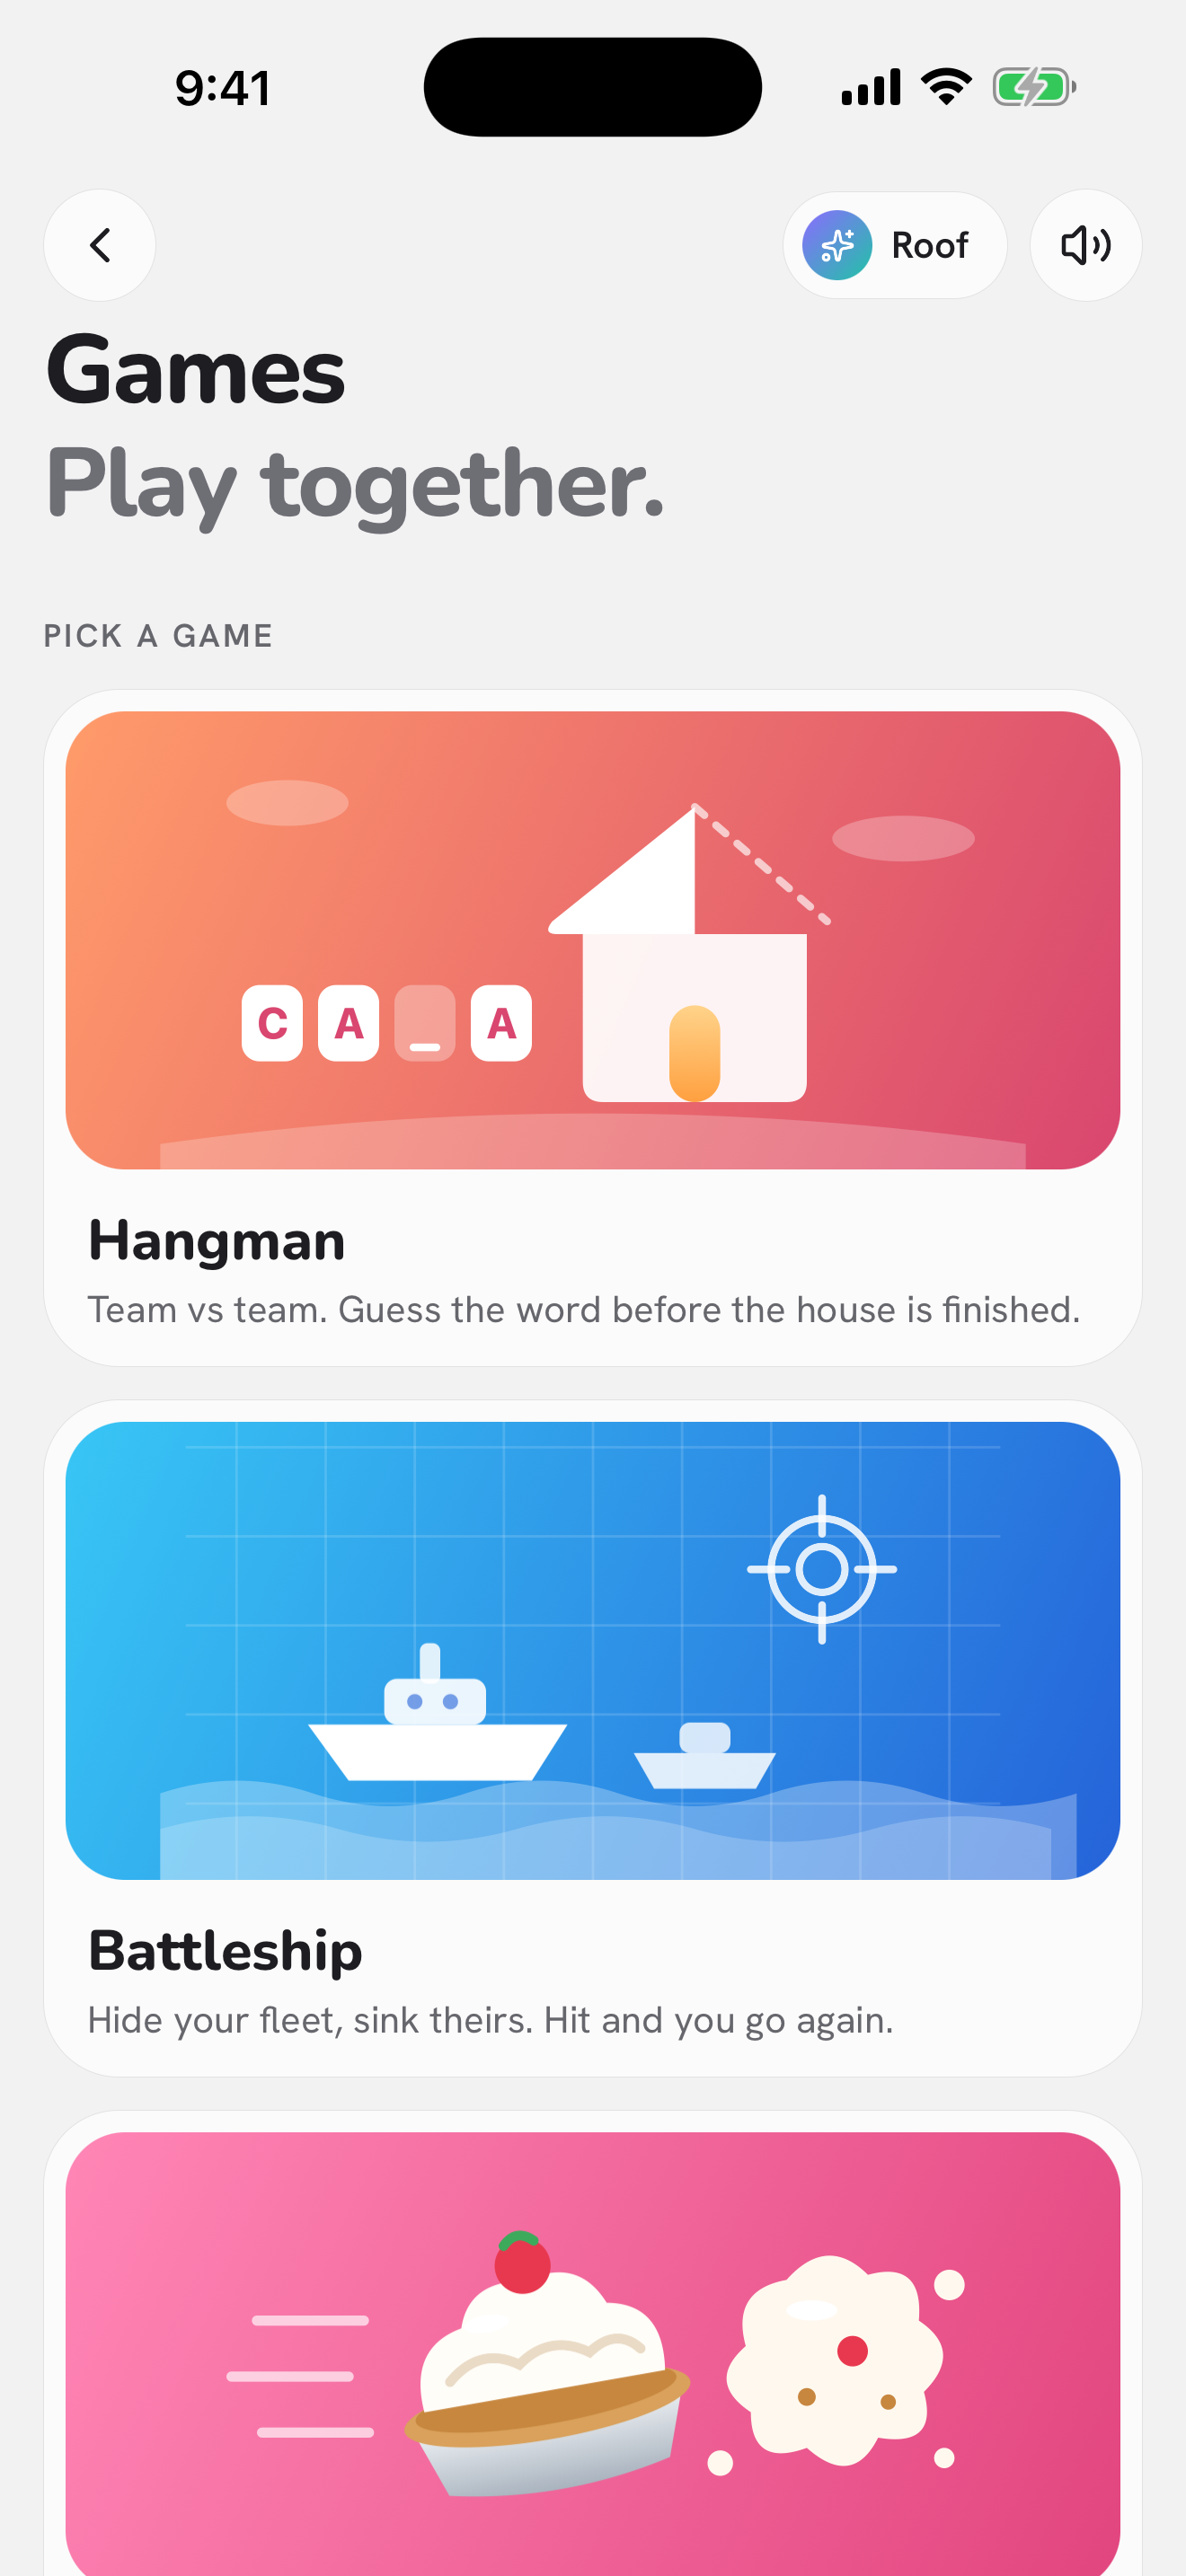 9:41
Roof
Games
Play together.
PICK A GAME
C A _ A
Hangman
Team vs team. Guess the word before the house is finished.
Battleship
Hide your fleet, sink theirs. Hit and you go again.